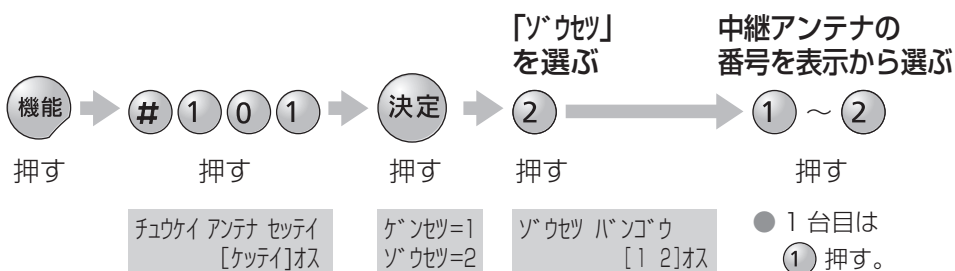 「ゾウセツ」
を選ぶ
中継アンテナの
番号を表示から選ぶ
機能 #101 決定 2 1 ～ 2
押す 押す 押す 押す 押す
チュウケイ アンテナ セッテイ
[ケッテイ]オス
ゲンセツ=1
ゾウセツ=2
ゾウセツ バンゴウ
[1 2]オス
● 1 台目は
1 押す。